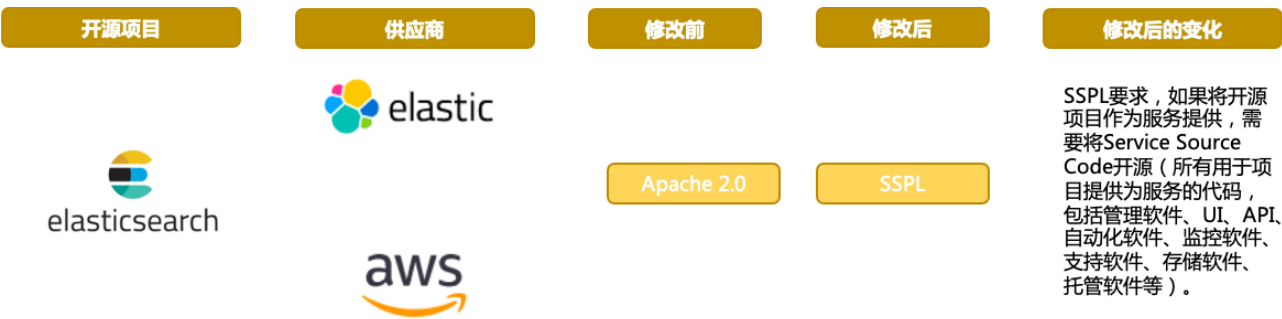 开源项目
供应商
修改前
修改后
修改后的变化
elastic
elasticsearch
aws
Apache 2.0
SSPL
SSPL要求，如果将开源
项目作为服务提供，需
要将Service Source
Code开源（所有用于项
目提供为服务的代码，
包括管理软件、UI、API、
自动化软件、监控软件、
支持软件、存储软件、
托管软件等）。